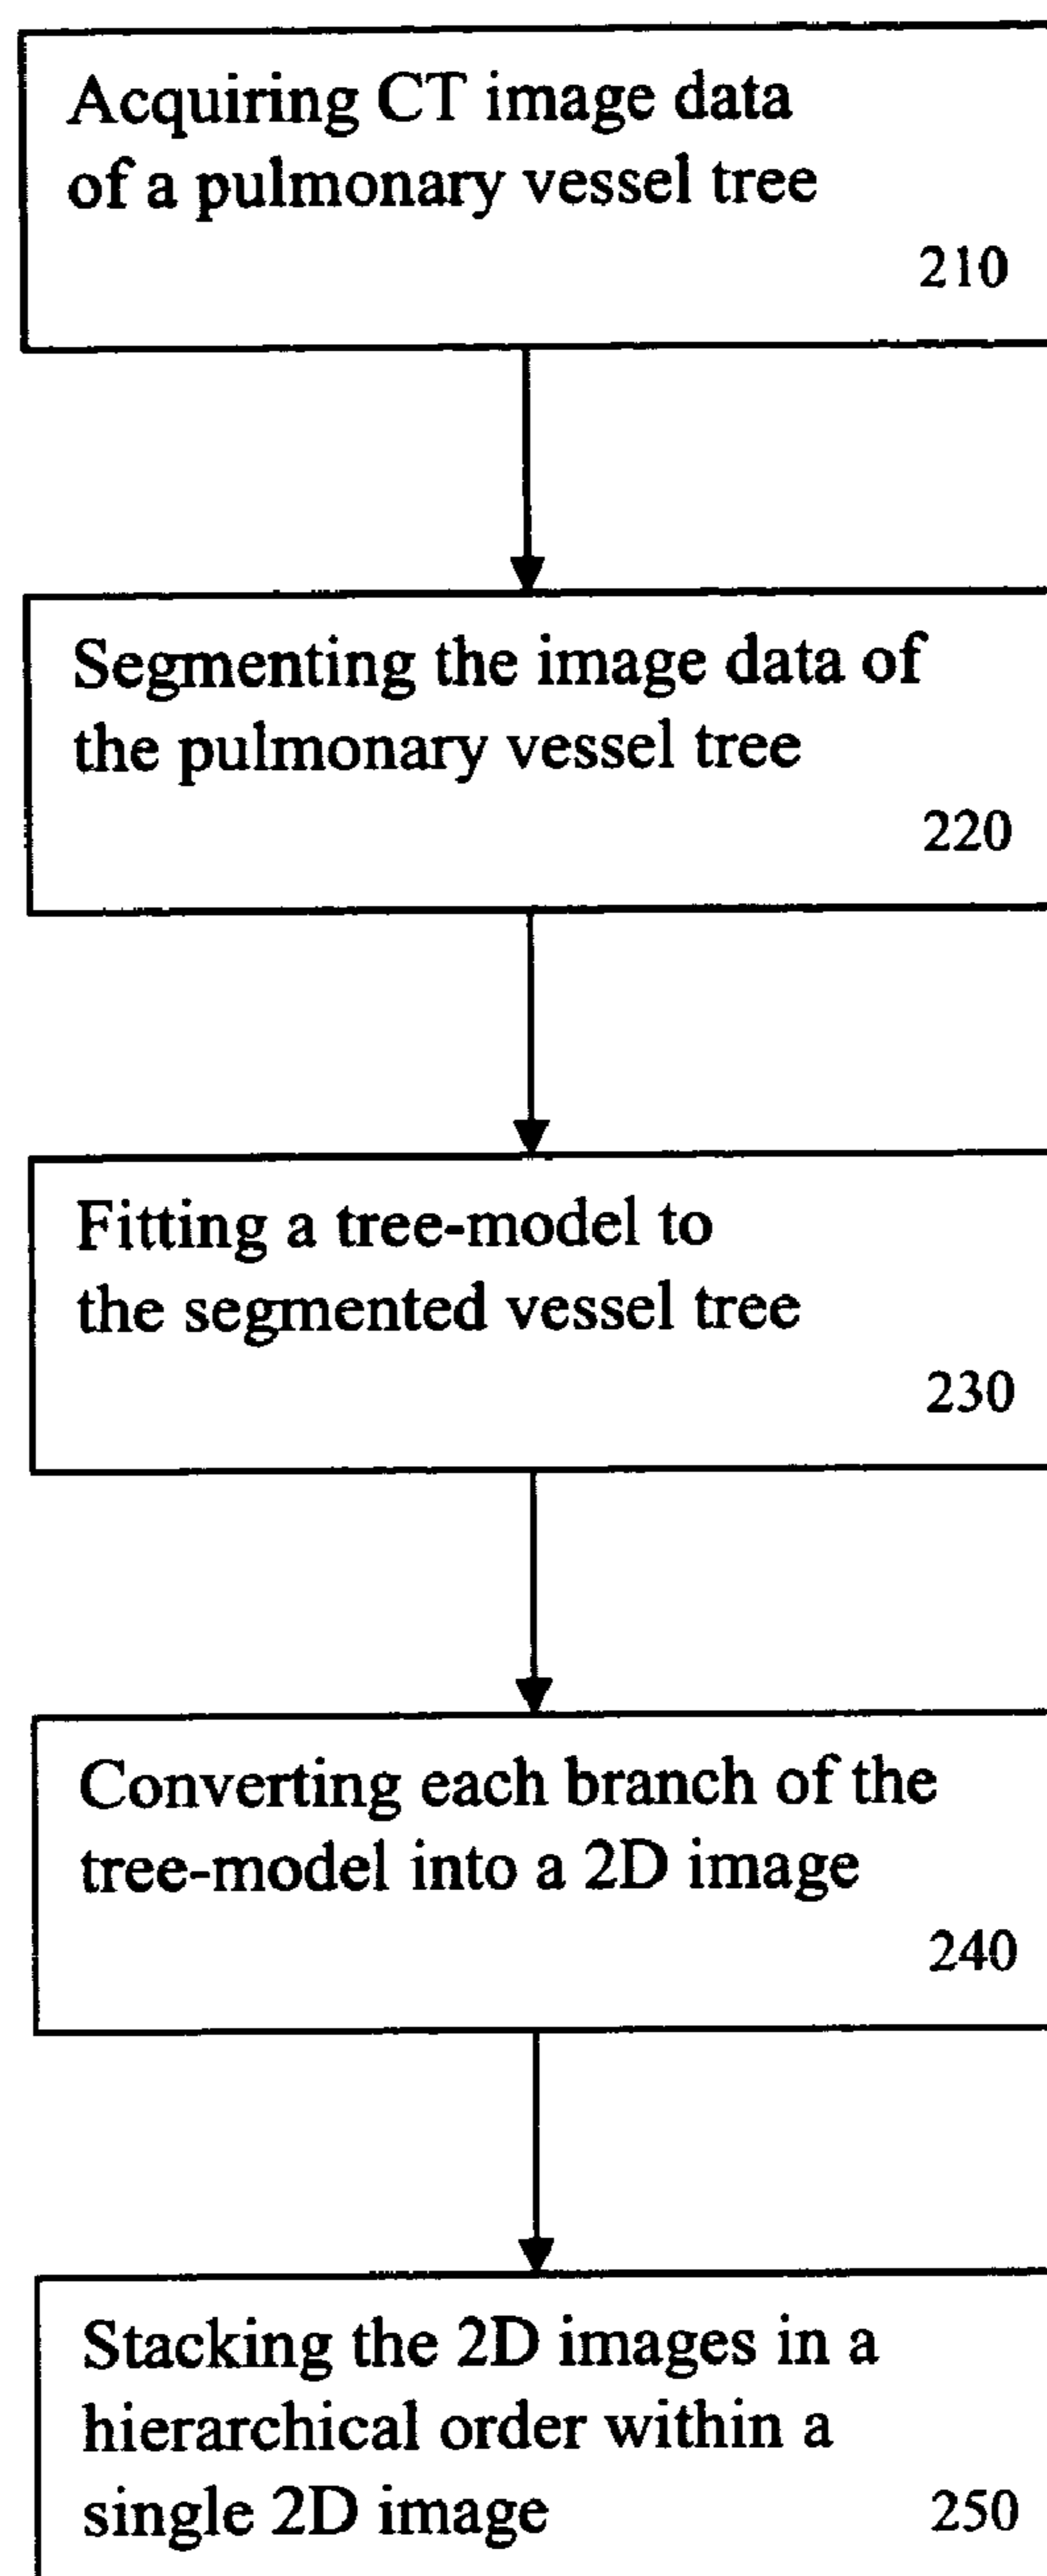 Acquiring CT image data
of a pulmonary vessel tree
210
Segmenting the image data of
the pulmonary vessel tree
220
Fitting a tree-model to
the segmented vessel tree
230
Converting each branch of the
tree-model into a 2D image
240
Stacking the 2D images in a
hierarchical order within a
single 2D image 250